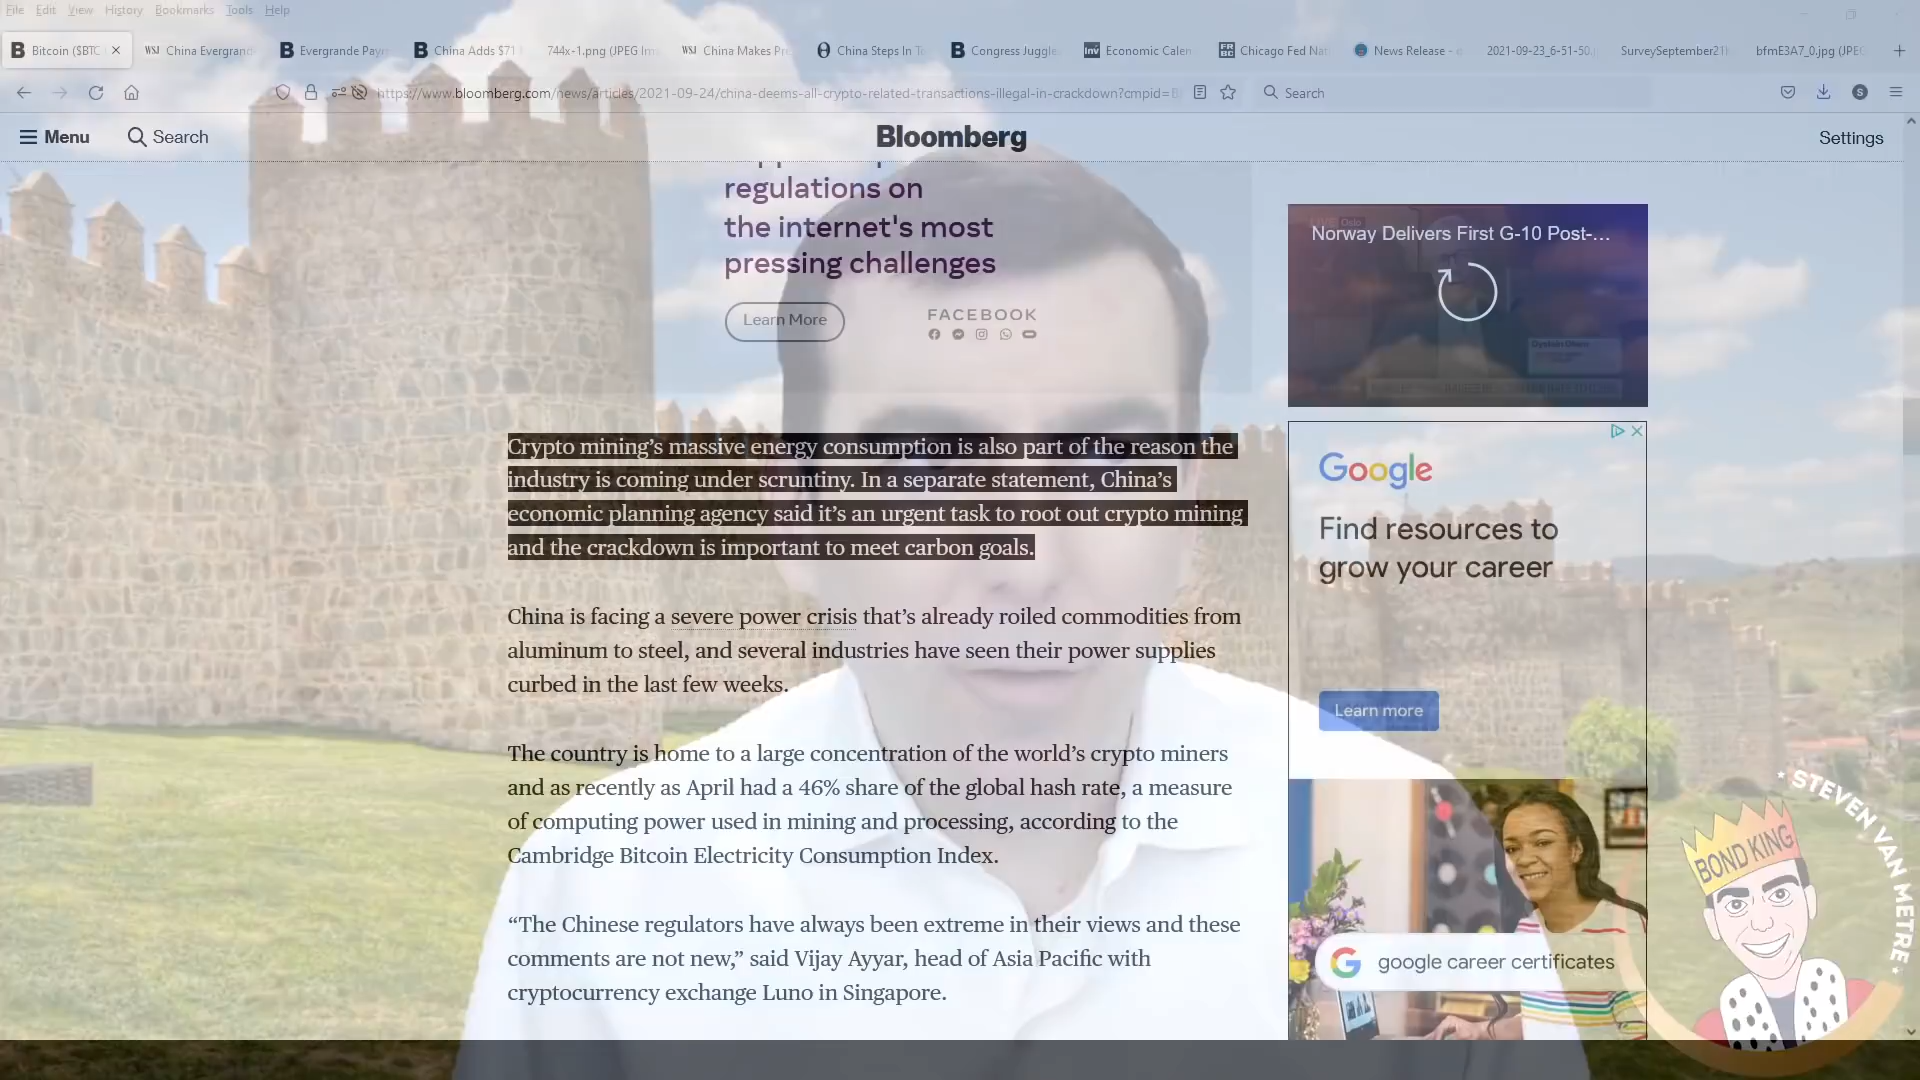 File Edit View History Bookmarks Tools Help
Bitcoin ($BTC
WSJ China Evergrand
Evergrande Pay
China Adds $71
744x-1.png (JPEG Im
WSJ China Makes Pr
China Steps In T
Congress Juggle
Economic Calen
Chicago Fed Nat
News Release -
2021-09-23_6-51-50.
SurveySeptember21
bfmE3A7_0.jpg (JPEG
https://www.bloomberg.com/news/articles/2021-09-24/china-deems-all-crypto-related-transactions-illegal-in-crackdown?cmpid=B
Search
Menu Search Bloomberg Settings
regulations on
the internet's most
pressing challenges
Learn More
FACEBOOK
Norway Delivers First G-10 Post-...
Crypto mining’s massive energy consumption is also part of the reason the
industry is coming under scruntiny. In a separate statement, China’s
economic planning agency said it’s an urgent task to root out crypto mining
and the crackdown is important to meet carbon goals.
China is facing a severe power crisis that’s already roiled commodities from
aluminum to steel, and several industries have seen their power supplies
curbed in the last few weeks.
The country is home to a large concentration of the world’s crypto miners
and as recently as April had a 46% share of the global hash rate, a measure
of computing power used in mining and processing, according to the
Cambridge Bitcoin Electricity Consumption Index.
“The Chinese regulators have always been extreme in their views and these
comments are not new,” said Vijay Ayyar, head of Asia Pacific with
cryptocurrency exchange Luno in Singapore.
Google
Find resources to
grow your career
Learn more
google career certificates
STEVEN VAN METRE
BOND KING